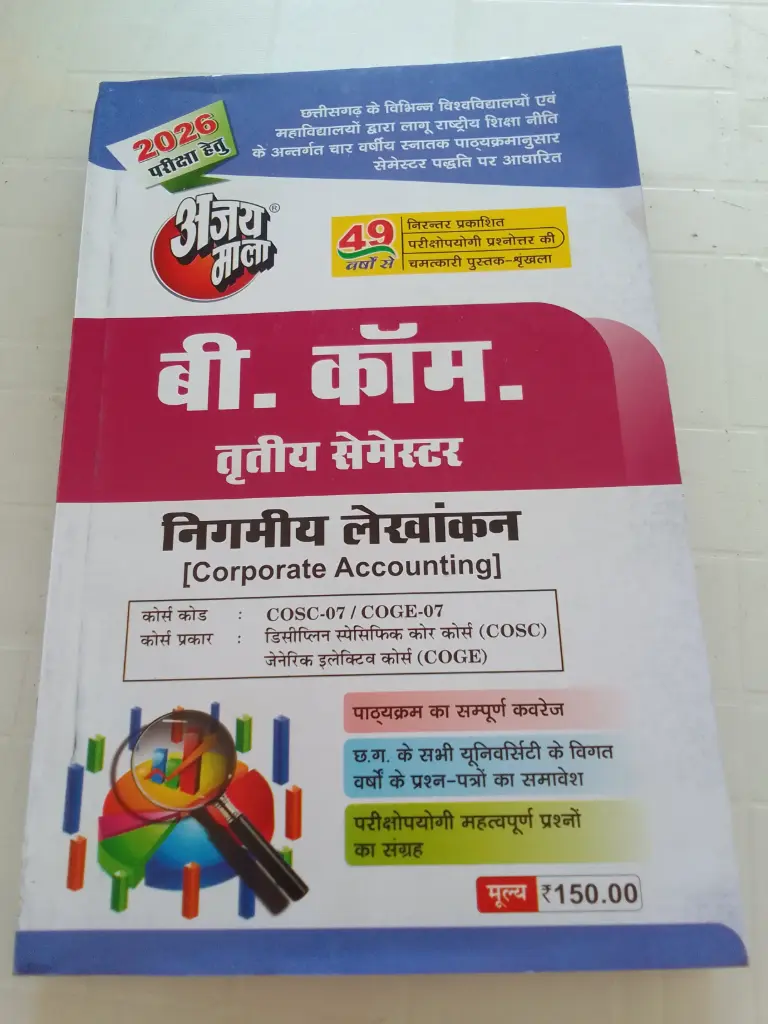 छत्तीसगढ़ के विभिन्न विश्वविद्यालयों एवं
महाविद्यालयों द्वारा लागू राष्ट्रीय शिक्षा नीति
के अन्तर्गत चार वर्षीय स्नातक पाठ्यक्रमानुसार
सेमेस्टर पद्धति पर आधारित
2026
परीक्षा हेतु
अजय ®
माला
49
वर्षों से
निरन्तर प्रकाशित
परीक्षोपयोगी प्रश्नोत्तर की
चमत्कारी पुस्तक-श्रृंखला
बी. कॉम.
तृतीय सेमेस्टर
निगमीय लेखांकन
[Corporate Accounting]
कोर्स कोड : COSC-07 / COGE-07
कोर्स प्रकार : डिसीप्लिन स्पेसिफिक कोर कोर्स (COSC)
जेनेरिक इलेक्टिव कोर्स (COGE)
पाठ्यक्रम का सम्पूर्ण कवरेज
छ.ग. के सभी यूनिवर्सिटी के विगत
वर्षों के प्रश्न-पत्रों का समावेश
परीक्षोपयोगी महत्वपूर्ण प्रश्नों
का संग्रह
मूल्य ₹150.00